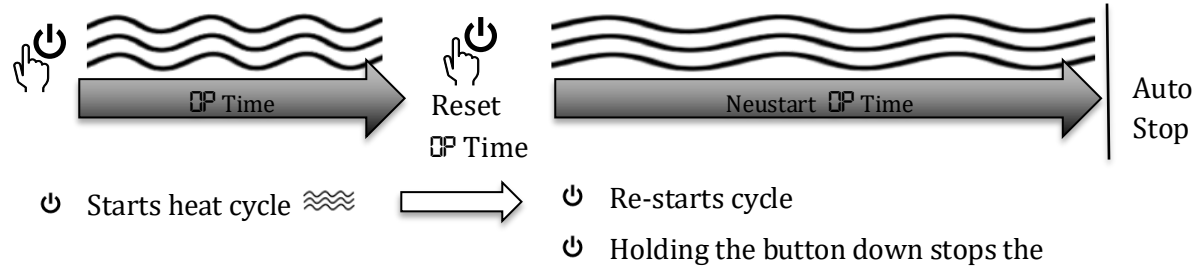 OP Time
Neustart OP Time
Reset
OP Time
Auto
Stop
Starts heat cycle
Re-starts cycle
Holding the button down stops the